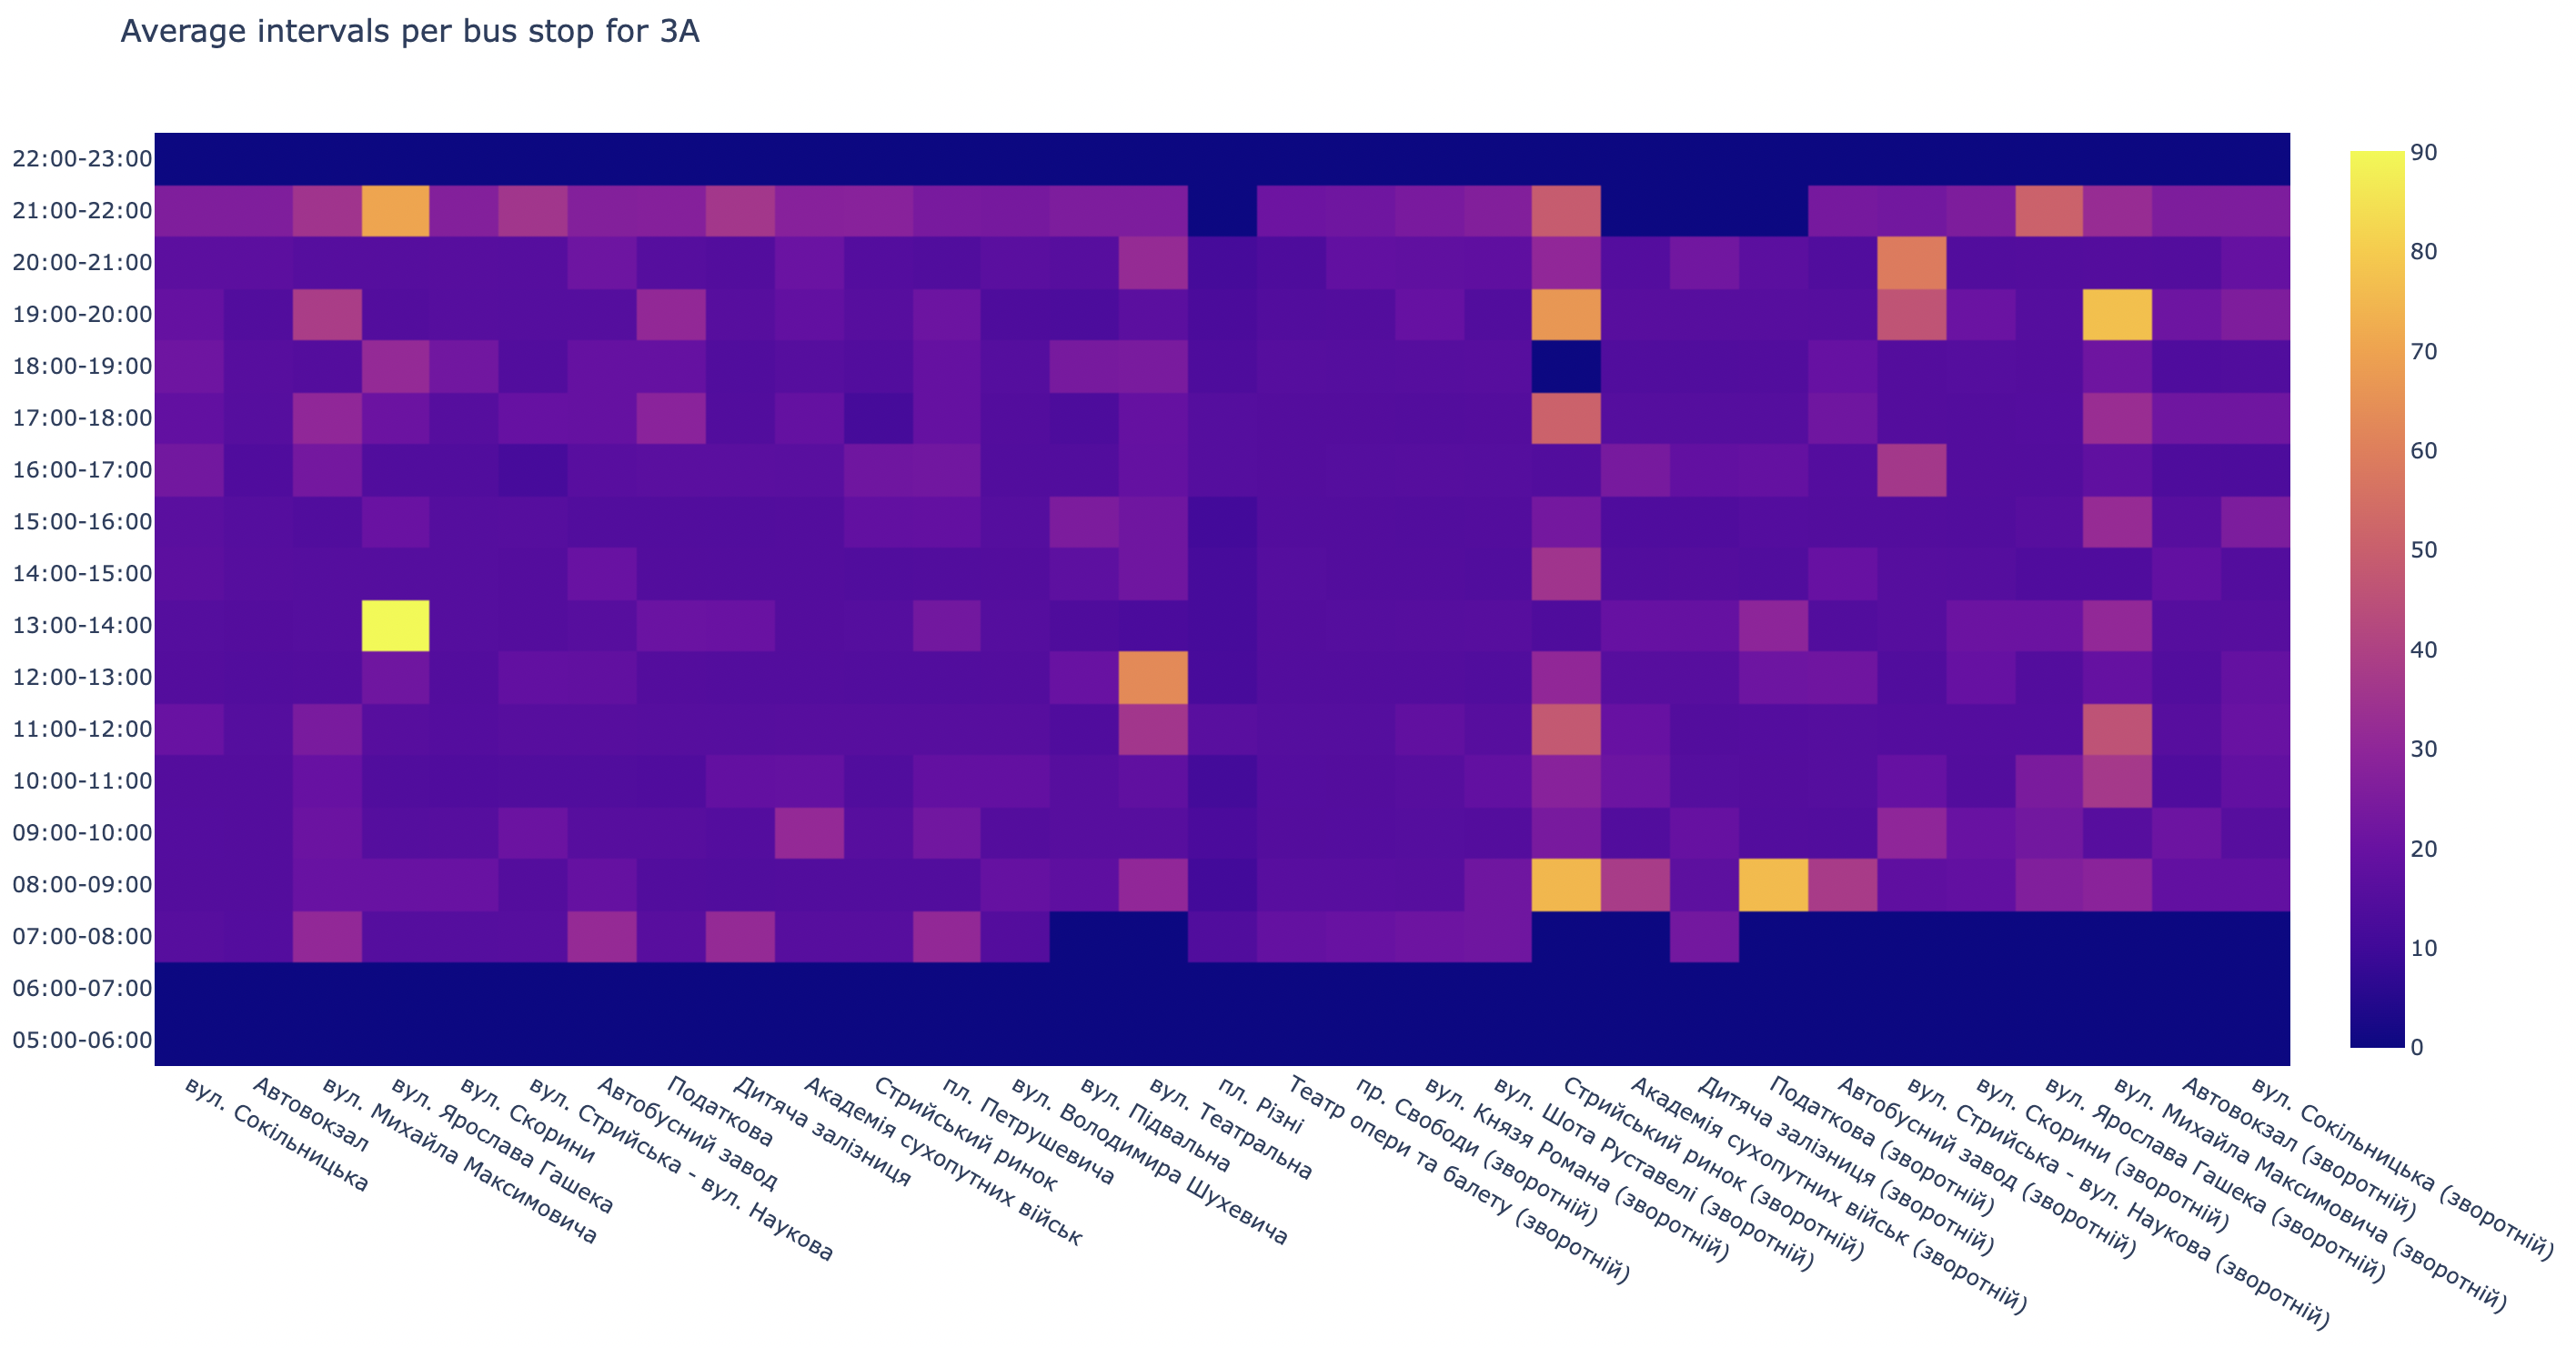 Average intervals per bus stop for 3A
22:00-23:00
21:00-22:00
20:00-21:00
19:00-20:00
18:00-19:00
17:00-18:00
16:00-17:00
15:00-16:00
14:00-15:00
13:00-14:00
12:00-13:00
11:00-12:00
10:00-11:00
09:00-10:00
08:00-09:00
07:00-08:00
06:00-07:00
05:00-06:00
90
80
70
60
50
40
30
20
10
0
вул. Сокільницька
Автовокзал
вул. Михайла Максимовича
вул. Ярослава Гашека
вул. Скорини
вул. Стрийська - вул. Наукова
Автобусний завод
Податкова
Дитяча залізниця
Академія сухопутних військ
Стрийський ринок
пл. Петрушевича
вул. Володимира Шухевича
вул. Підвальна
вул. Театральна
пл. Різні
Театр опери та балету (зворотній)
пр. Свободи (зворотній)
вул. Князя Романа (зворотній)
вул. Шота Руставелі (зворотній)
Стрийський ринок (зворотній)
Академія сухопутних військ (зворотній)
Дитяча залізниця (зворотній)
Податкова (зворотній)
Автобусний завод (зворотній)
вул. Стрийська - вул. Наукова (зворотній)
вул. Скорини (зворотній)
вул. Ярослава Гашека (зворотній)
вул. Михайла Максимовича (зворотній)
Автовокзал (зворотній)
вул. Сокільницька (зворотній)